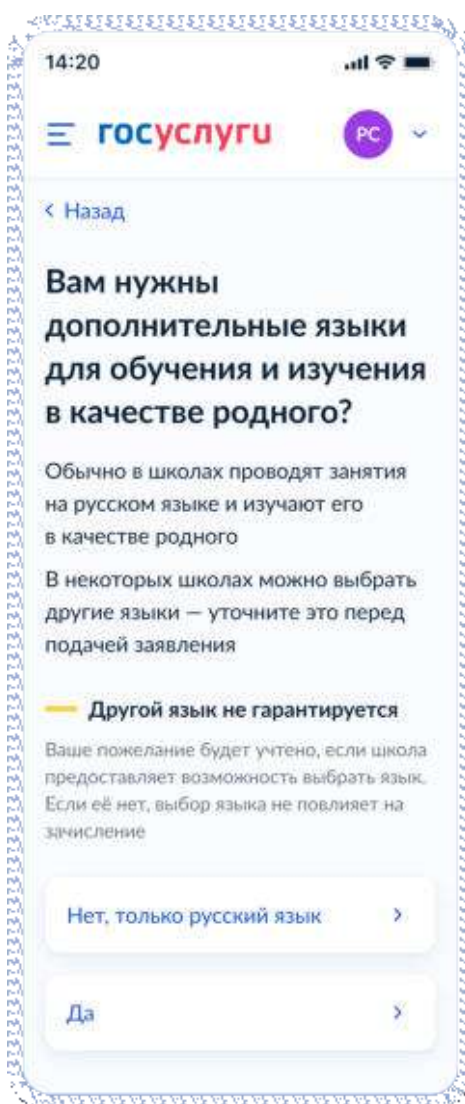 14:20
госуслуги
РС
Назад
Вам нужны
дополнительные языки
для обучения и изучения
в качестве родного?
Обычно в школах проводят занятия
на русском языке и изучают его
в качестве родного
В некоторых школах можно выбрать
другие языки — уточните это перед
подачей заявления
Другой язык не гарантируется
Ваше пожелание будет учтено, если школа
предоставляет возможность выбрать язык.
Если её нет, выбор языка не повлияет на
зачисление
Нет, только русский язык
Да